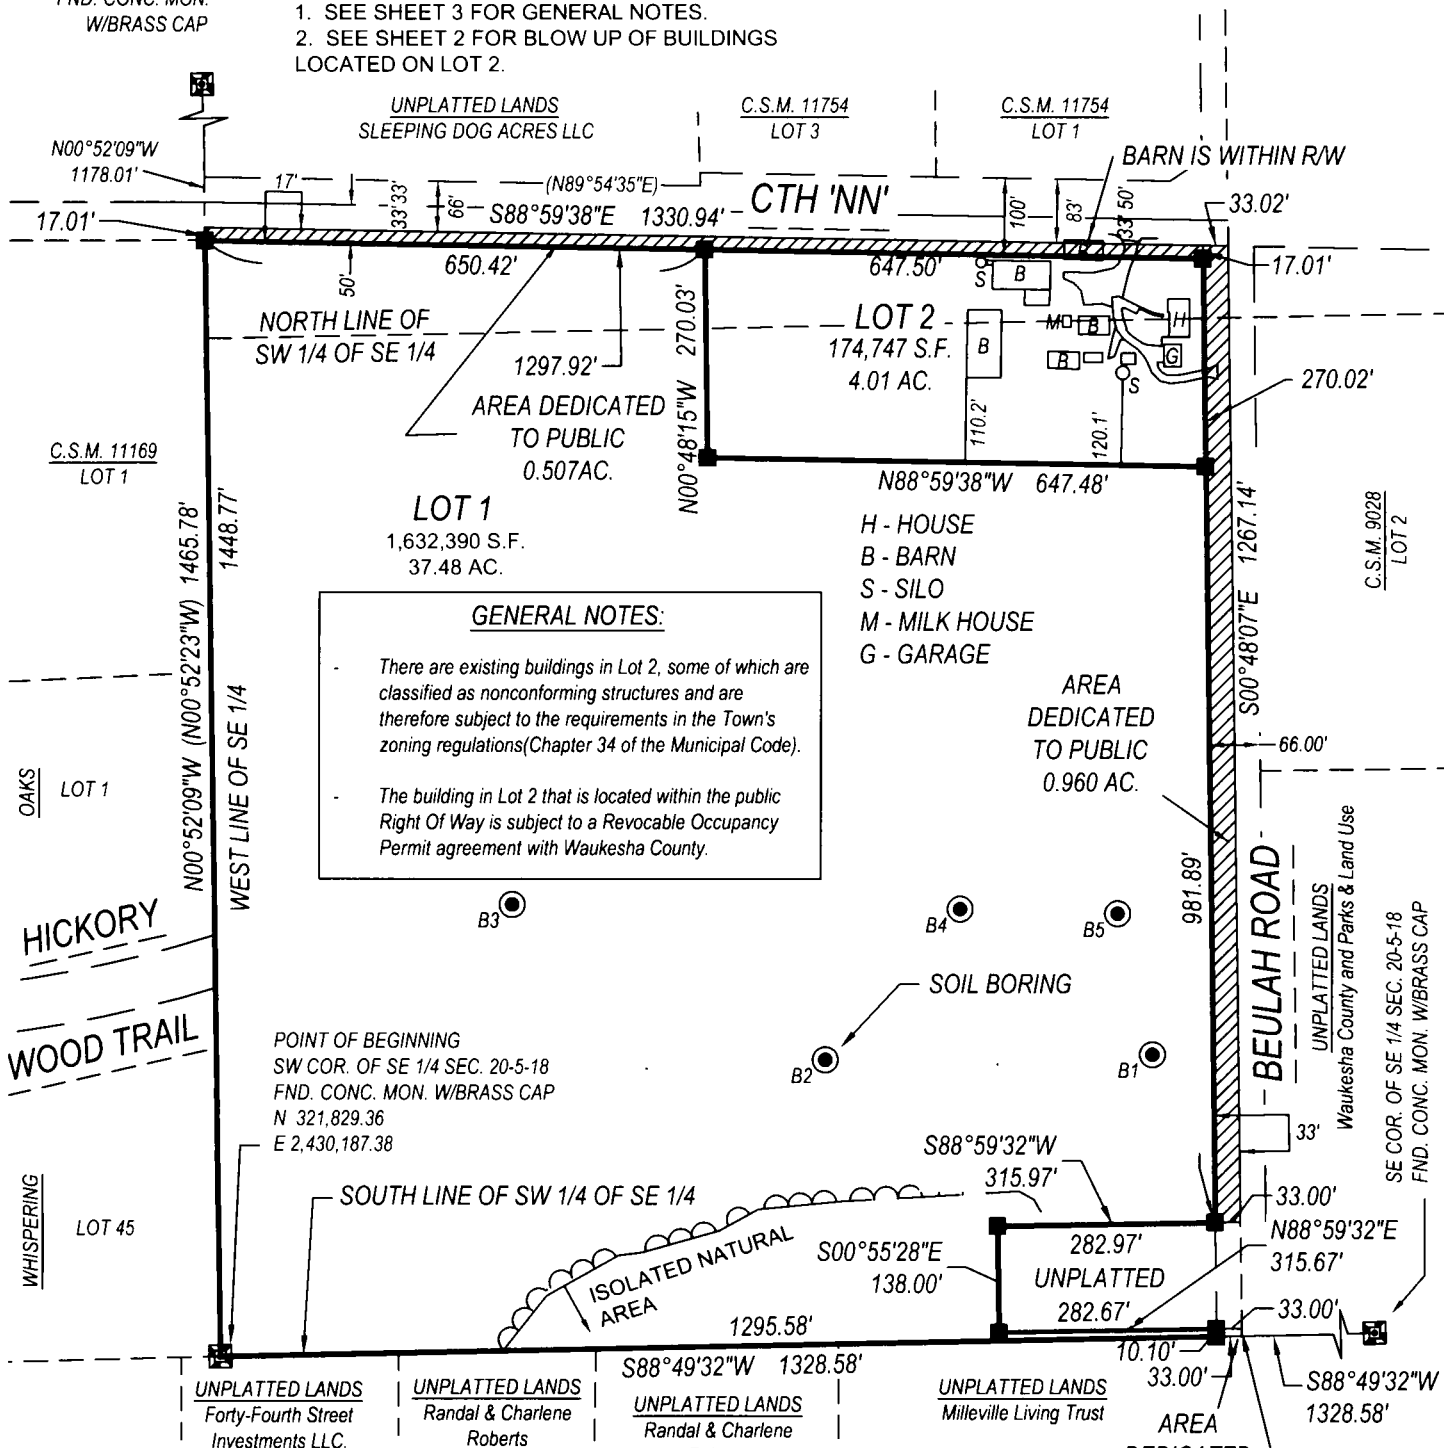 FND. CONC. MON.
W/BRASS CAP
1. SEE SHEET 3 FOR GENERAL NOTES.
2. SEE SHEET 2 FOR BLOW UP OF BUILDINGS
LOCATED ON LOT 2.
UNPLATTED LANDS
SLEEPING DOG ACRES LLC
C.S.M. 11754
LOT 3
C.S.M. 11754
LOT 1
N00°52'09"W
1178.01'
BARN IS WITHIN R/W
17'
33'
33'
66'
(N89°54'35"E)
CTH 'NN'
100'
83'
50'
33'
33.02'
17.01'
S88°59'38"E 1330.94'
650.42'
647.50'
17.01'
50'
B
S
B
NORTH LINE OF
SW 1/4 OF SE 1/4
LOT 2
174,747 S.F.
4.01 AC.
M
B
H
B
B
G
S
1297.92'
270.03'
N00°48'15"W
270.02'
AREA DEDICATED
TO PUBLIC
0.507AC.
110.2'
120.1'
C.S.M. 11169
LOT 1
N88°59'38"W 647.48'
LOT 1
1,632,390 S.F.
37.48 AC.
H - HOUSE
B - BARN
S - SILO
M - MILK HOUSE
G - GARAGE
C.S.M. 9028
LOT 2
N00°52'09"W (N00°52'23"W) 1465.78'
1448.77'
WEST LINE OF SE 1/4
S00°48'07"E 1267.14'
GENERAL NOTES:
- There are existing buildings in Lot 2, some of which are
classified as nonconforming structures and are
therefore subject to the requirements in the Town's
zoning regulations(Chapter 34 of the Municipal Code).
- The building in Lot 2 that is located within the public
Right Of Way is subject to a Revocable Occupancy
Permit agreement with Waukesha County.
AREA
DEDICATED
TO PUBLIC
0.960 AC.
66.00'
OAKS
LOT 1
981.89'
BEULAH ROAD
UNPLATTED LANDS
Waukesha County and Parks & Land Use
SE COR. OF SE 1/4 SEC. 20-5-18
FND. CONC. MON. W/BRASS CAP
HICKORY
WOOD TRAIL
B3
B4
B5
SOIL BORING
B2
B1
POINT OF BEGINNING
SW COR. OF SE 1/4 SEC. 20-5-18
FND. CONC. MON. W/BRASS CAP
N 321,829.36
E 2,430,187.38
33'
S88°59'32"W
315.97'
WHISPERING
LOT 45
SOUTH LINE OF SW 1/4 OF SE 1/4
33.00'
N88°59'32"E
315.67'
ISOLATED NATURAL
AREA
S00°55'28"E
138.00'
282.97'
UNPLATTED
282.67'
1295.58'
33.00'
S88°49'32"W 1328.58'
10.10'
33.00'
S88°49'32"W
1328.58'
UNPLATTED LANDS
Forty-Fourth Street
Investments LLC.
UNPLATTED LANDS
Randal & Charlene
Roberts
UNPLATTED LANDS
Randal & Charlene
UNPLATTED LANDS
Milleville Living Trust
AREA
DEDICATED